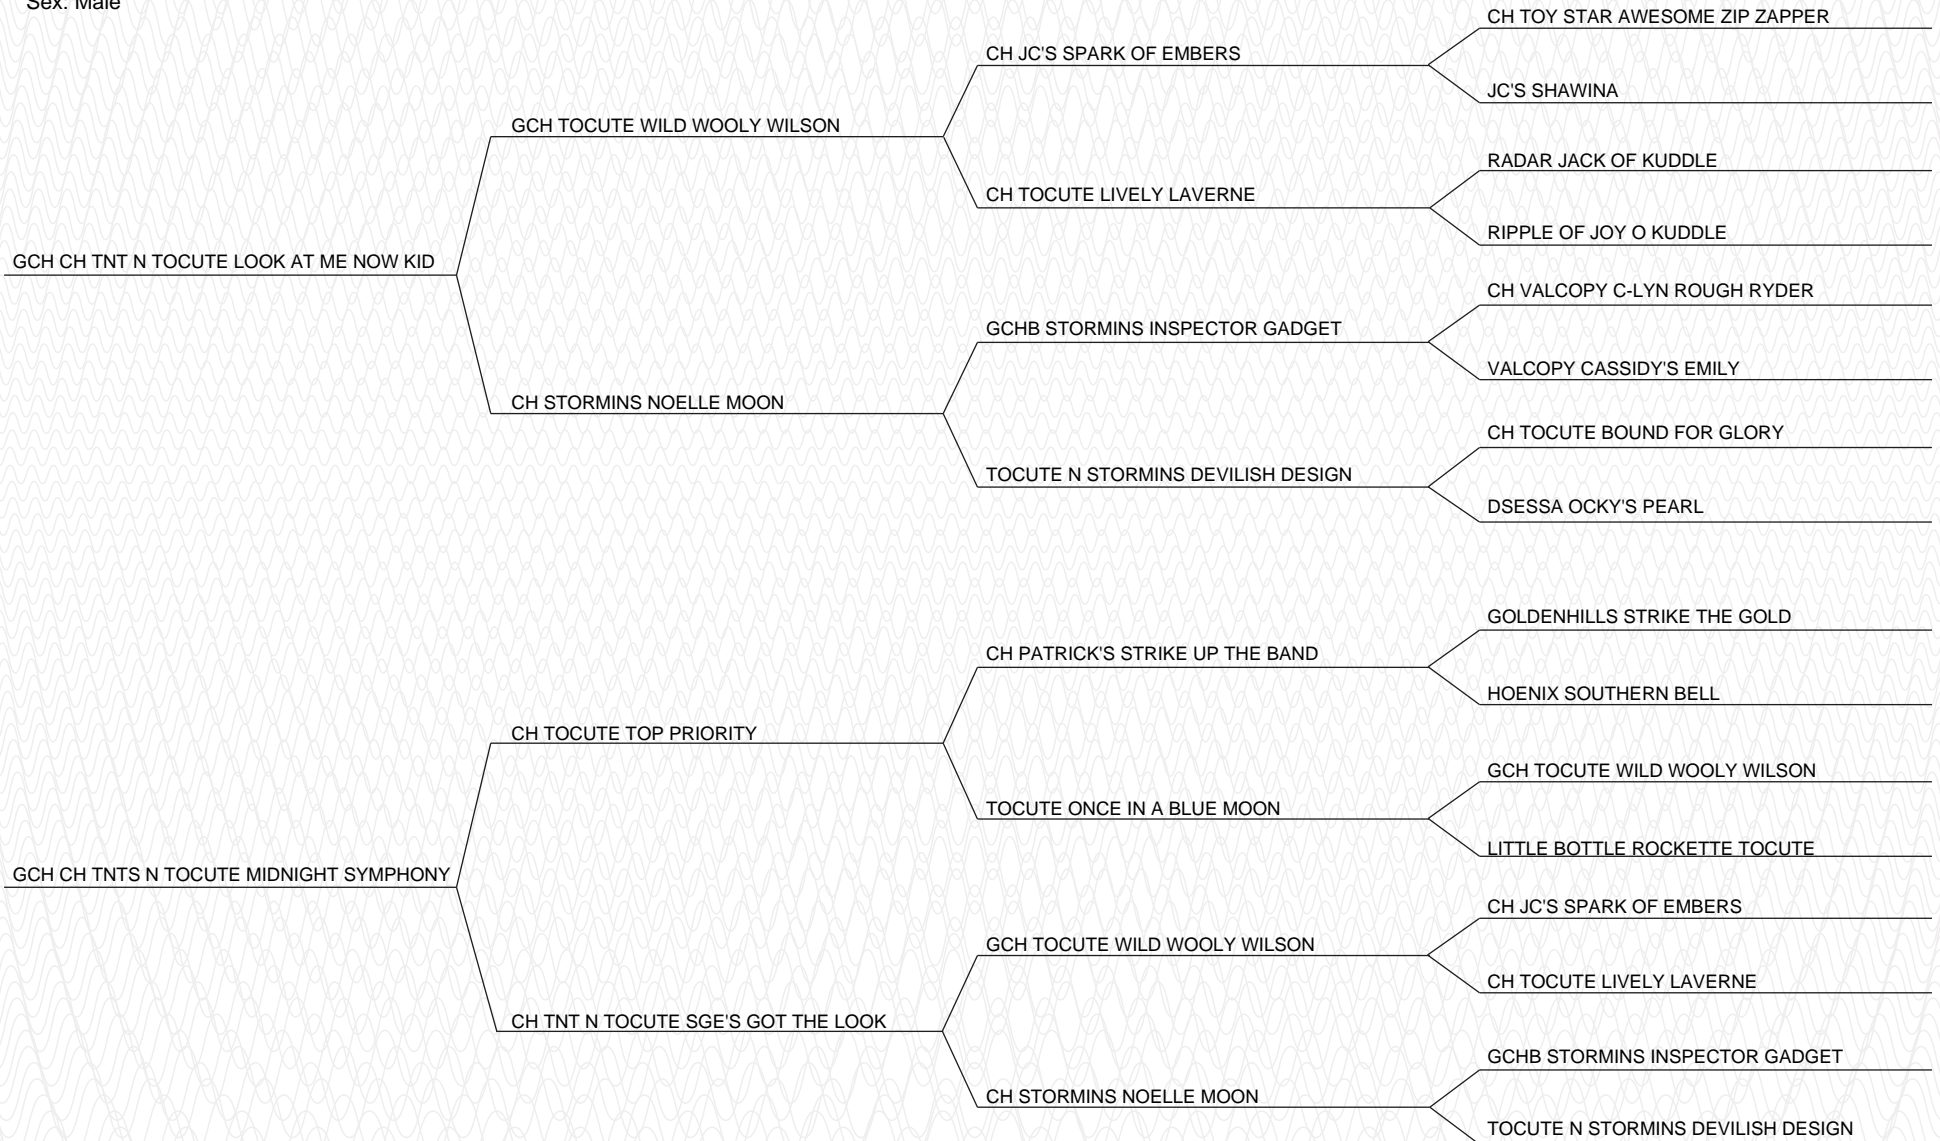 Sex: Male
CH TOY STAR AWESOME ZIP ZAPPER
CH JC'S SPARK OF EMBERS
JC'S SHAWINA
GCH TOCUTE WILD WOOLY WILSON
RADAR JACK OF KUDDLE
CH TOCUTE LIVELY LAVERNE
RIPPLE OF JOY O KUDDLE
GCH CH TNT N TOCUTE LOOK AT ME NOW KID
CH VALCOPY C-LYN ROUGH RYDER
GCHB STORMINS INSPECTOR GADGET
VALCOPY CASSIDY'S EMILY
CH STORMINS NOELLE MOON
CH TOCUTE BOUND FOR GLORY
TOCUTE N STORMINS DEVILISH DESIGN
DSESSA OCKY'S PEARL
GOLDENHILLS STRIKE THE GOLD
CH PATRICK'S STRIKE UP THE BAND
HOENIX SOUTHERN BELL
CH TOCUTE TOP PRIORITY
GCH TOCUTE WILD WOOLY WILSON
TOCUTE ONCE IN A BLUE MOON
LITTLE BOTTLE ROCKETTE TOCUTE
GCH CH TNTS N TOCUTE MIDNIGHT SYMPHONY
CH JC'S SPARK OF EMBERS
GCH TOCUTE WILD WOOLY WILSON
CH TOCUTE LIVELY LAVERNE
CH TNT N TOCUTE SGE'S GOT THE LOOK
GCHB STORMINS INSPECTOR GADGET
CH STORMINS NOELLE MOON
TOCUTE N STORMINS DEVILISH DESIGN